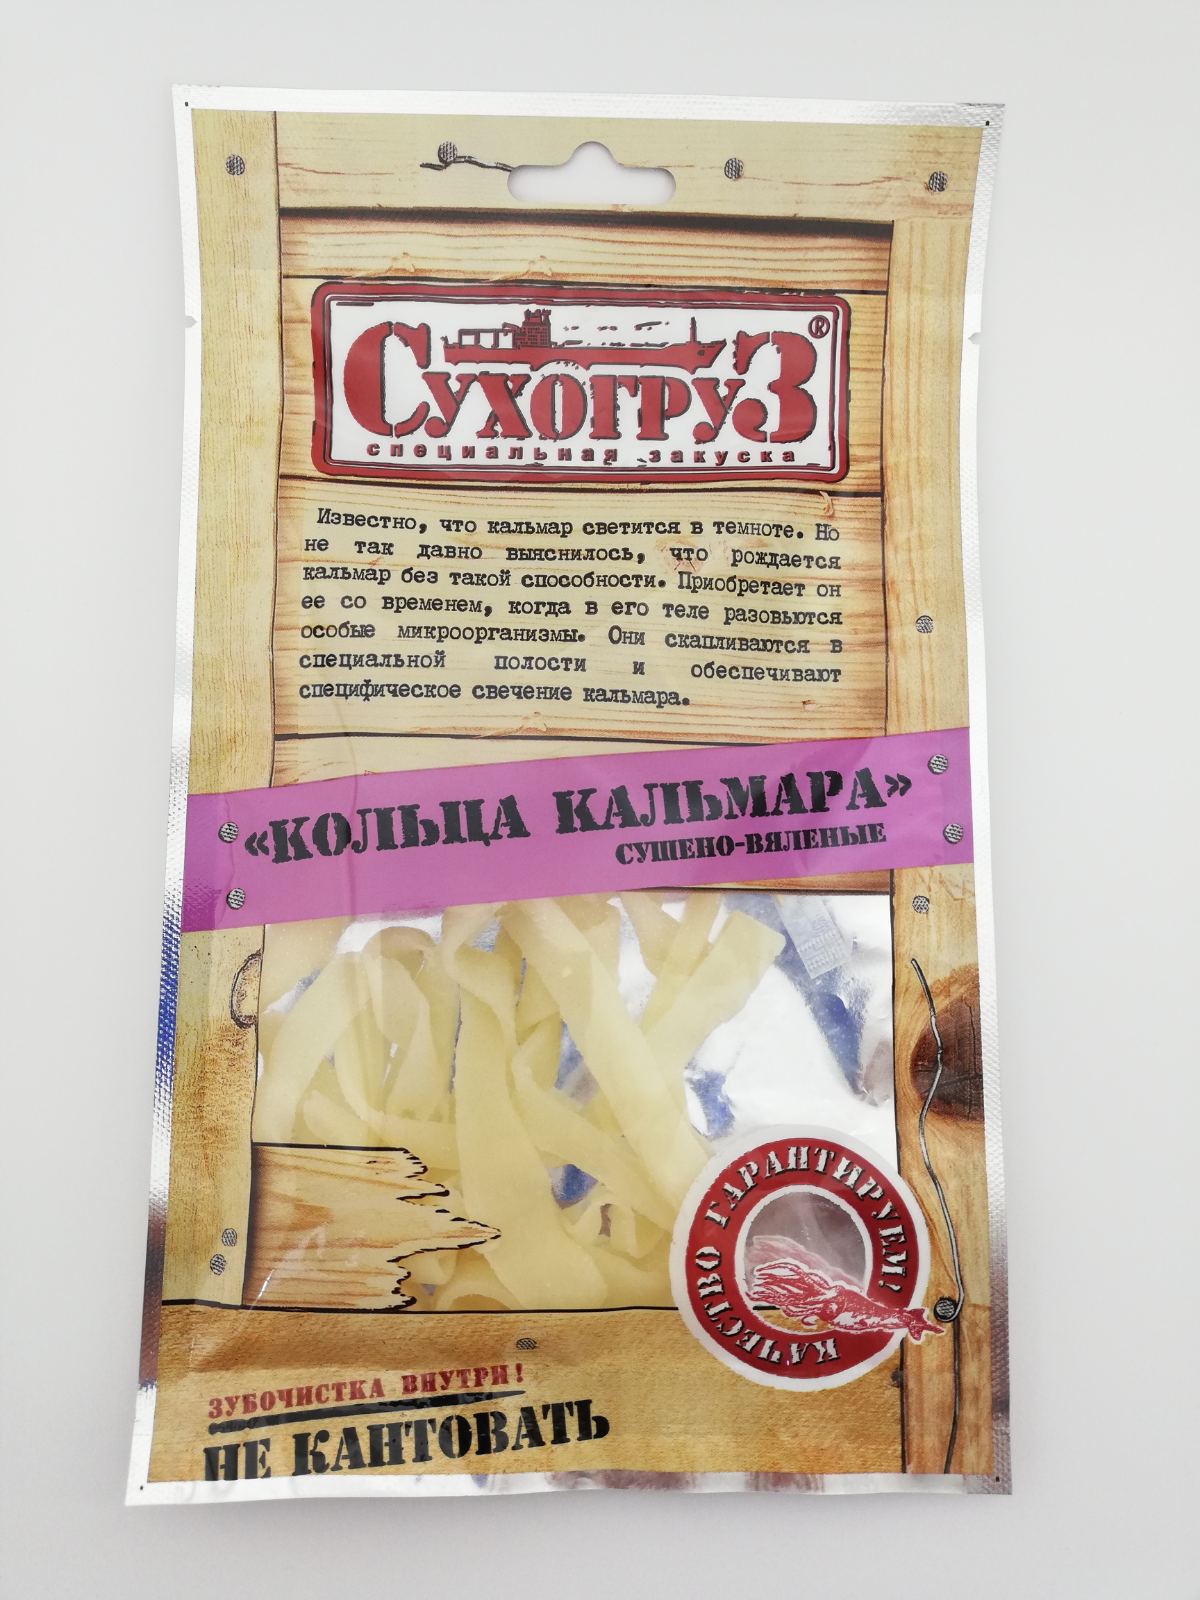 Сухогруз®
специальная закуска
Известно, что кальмар светится в темноте. Но
не так давно выяснилось, что рождается
кальмар без такой способности. Приобретает он
ее со временем, когда в его теле разовьются
особые микроорганизмы. Они скапливаются в
специальной полости и обеспечивают
специфическое свечение кальмара.
«КОЛЬЦА КАЛЬМАРА»
СУШЕНО-ВЯЛЕНЫЕ
КАЧЕСТВО ГАРАНТИРУЕМ!
ЗУБОЧИСТКА ВНУТРИ!
НЕ КАНТОВАТЬ